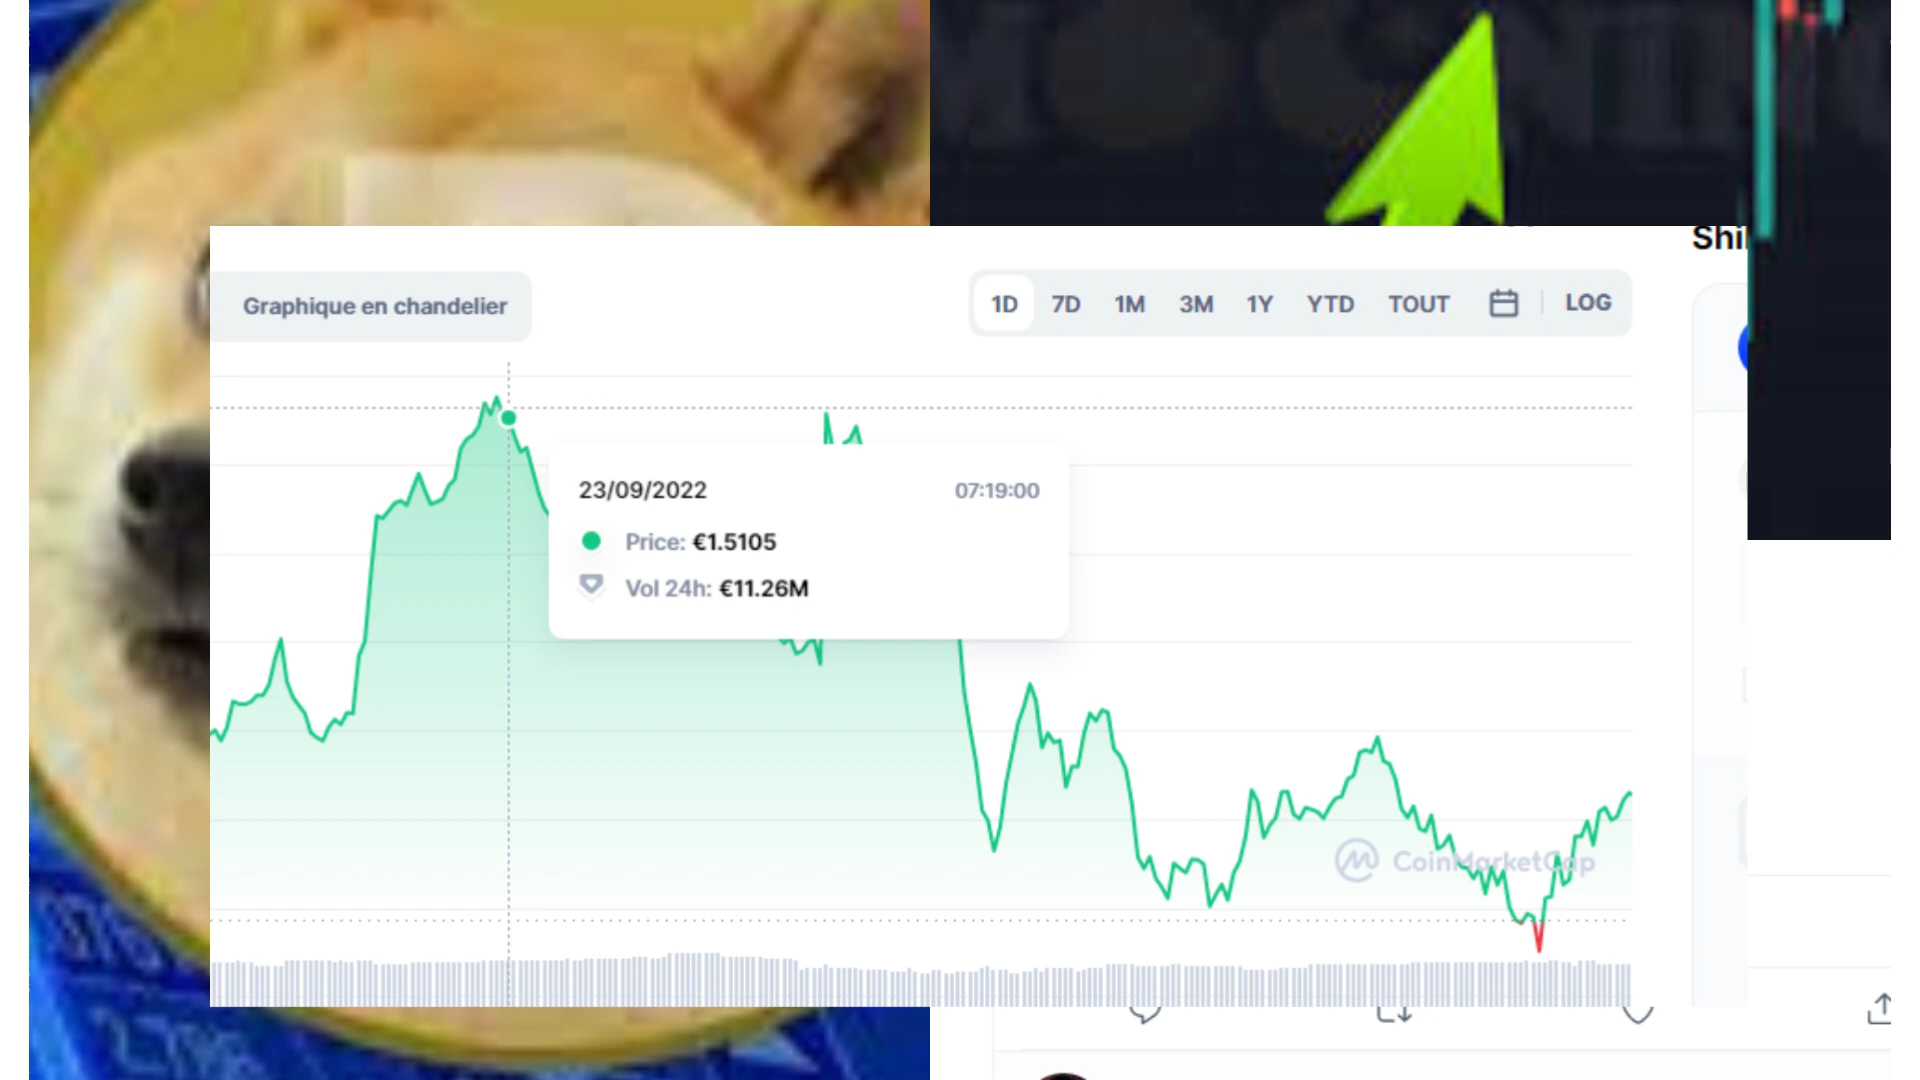 Shi
Graphique en chandelier
1D 7D 1M 3M 1Y YTD TOUT LOG
23/09/2022 07:19:00
Price: €1.5105
Vol 24h: €11.26M
CoinMarketCap